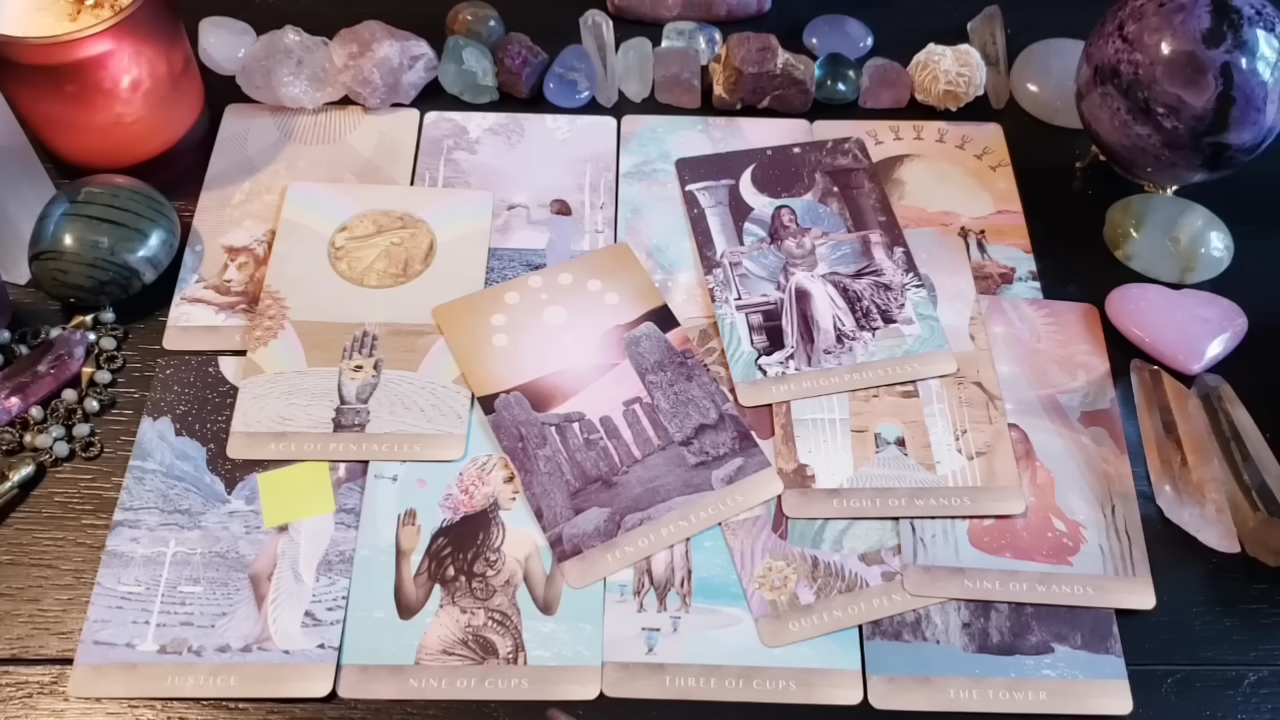 THE HIGH PRIESTESS
ACE OF PENTACLES
TEN OF PENTACLES
EIGHT OF WANDS
NINE OF WANDS
QUEEN OF PEN
JUSTICE
NINE OF CUPS
THREE OF CUPS
THE TOWER